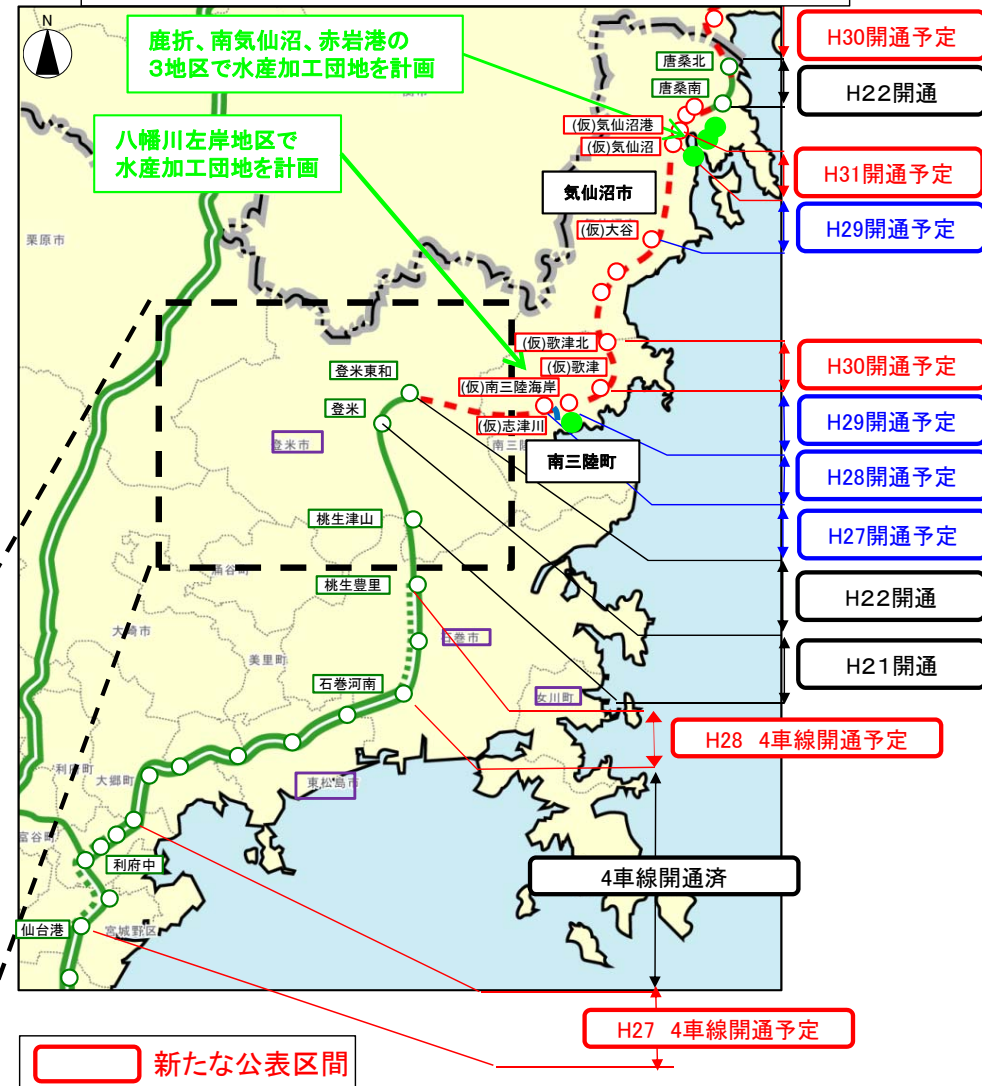 N
鹿折、南気仙沼、赤岩港の
3地区で水産加工団地を計画
八幡川左岸地区で
水産加工団地を計画
唐桑北
唐桑南
(仮)気仙沼港
(仮)気仙沼
気仙沼市
(仮)大谷
栗原市
(仮)歌津北
(仮)歌津
(仮)南三陸海岸
(仮)志津川
登米東和
登米
登米市
南三陸町
桃生津山
桃生豊里
涌谷町
大崎市
美里町
石巻市
石巻河南
女川町
東松島市
利府町
大郷町
富谷町
利府中
仙台港
宮城野区
H30開通予定
H22開通
H31開通予定
H29開通予定
H30開通予定
H29開通予定
H28開通予定
H27開通予定
H22開通
H21開通
H28 4車線開通予定
4車線開通済
H27 4車線開通予定
新たな公表区間